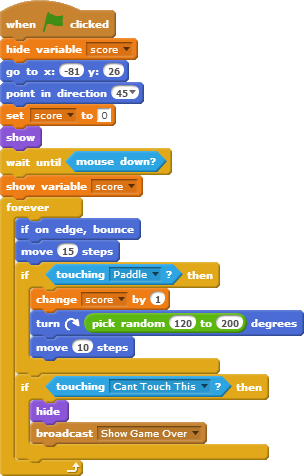 when clicked
hide variable score
go to x: -81 y: 26
point in direction 45
set score to 0
show
wait until mouse down?
show variable score
forever
if on edge, bounce
move 15 steps
if touching Paddle ? then
change score by 1
turn pick random 120 to 200 degrees
move 10 steps
if touching Cant Touch This ? then
hide
broadcast Show Game Over